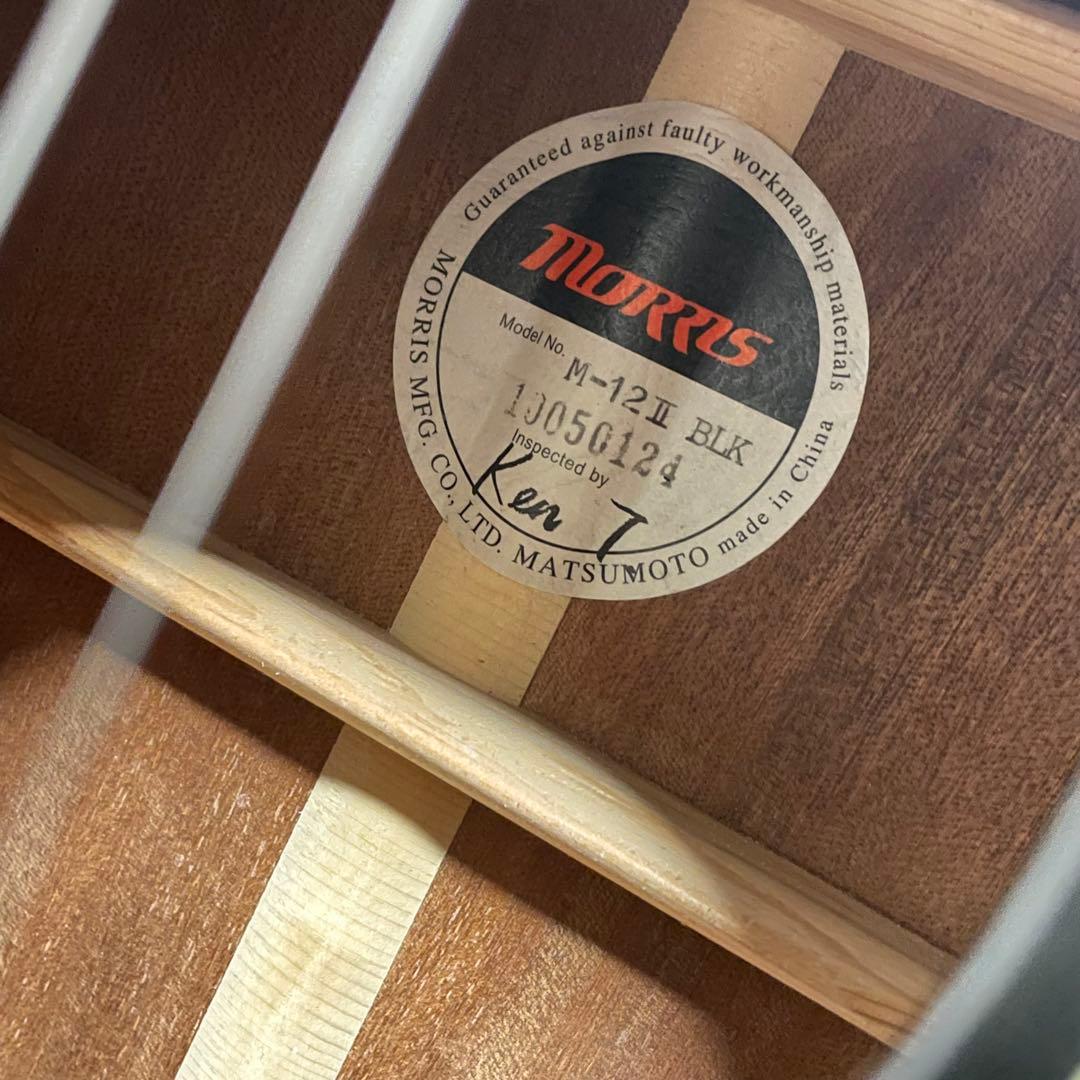 Guaranteed against faulty workmanship materials
MORRIS
Model No. M-12II BLK
1005G124
Inspected by
Ken T
MORRIS MFG. CO., LTD. MATSUMOTO made in China